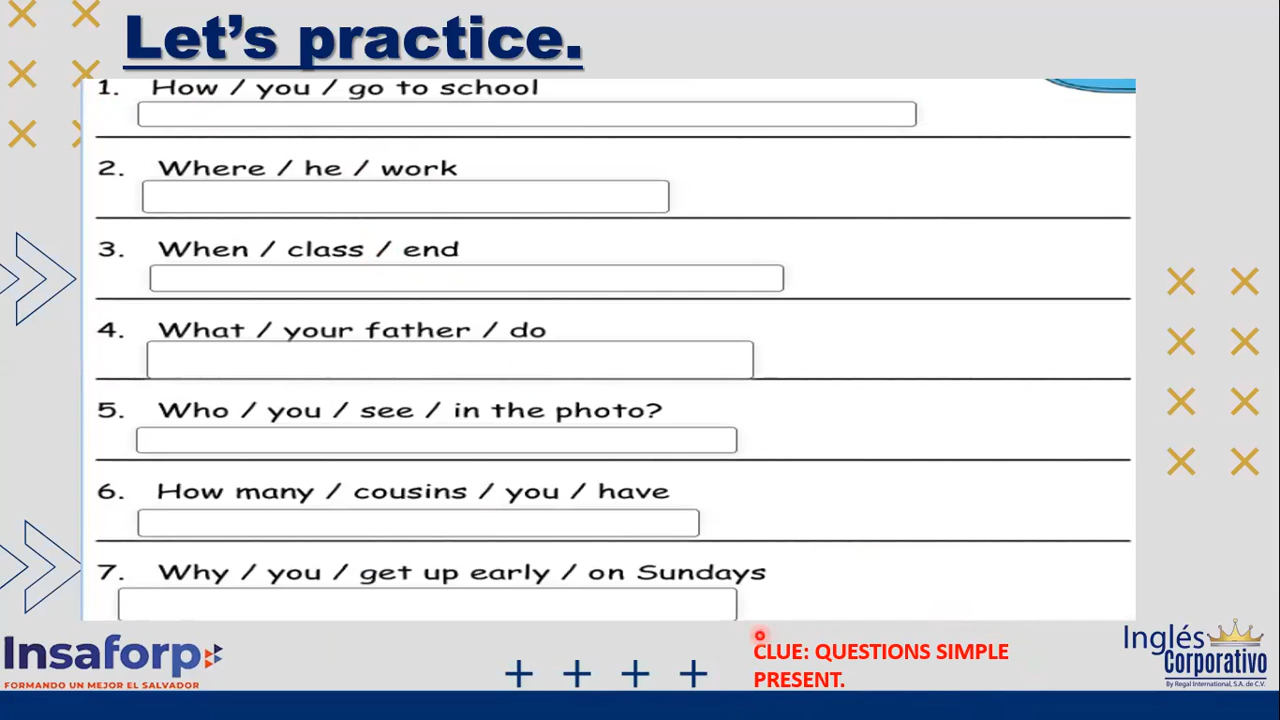 Let's practice.
1. How / you / go to school
2. Where / he / work
3. When / class / end
4. What / your father / do
5. Who / you / see / in the photo?
6. How many / cousins / you / have
7. Why / you / get up early / on Sundays
Insaforp
FORMANDO UN MEJOR EL SALVADOR
CLUE: QUESTIONS SIMPLE
PRESENT.
Inglés
Corporativo
By Regal International, S.A. de C.V.